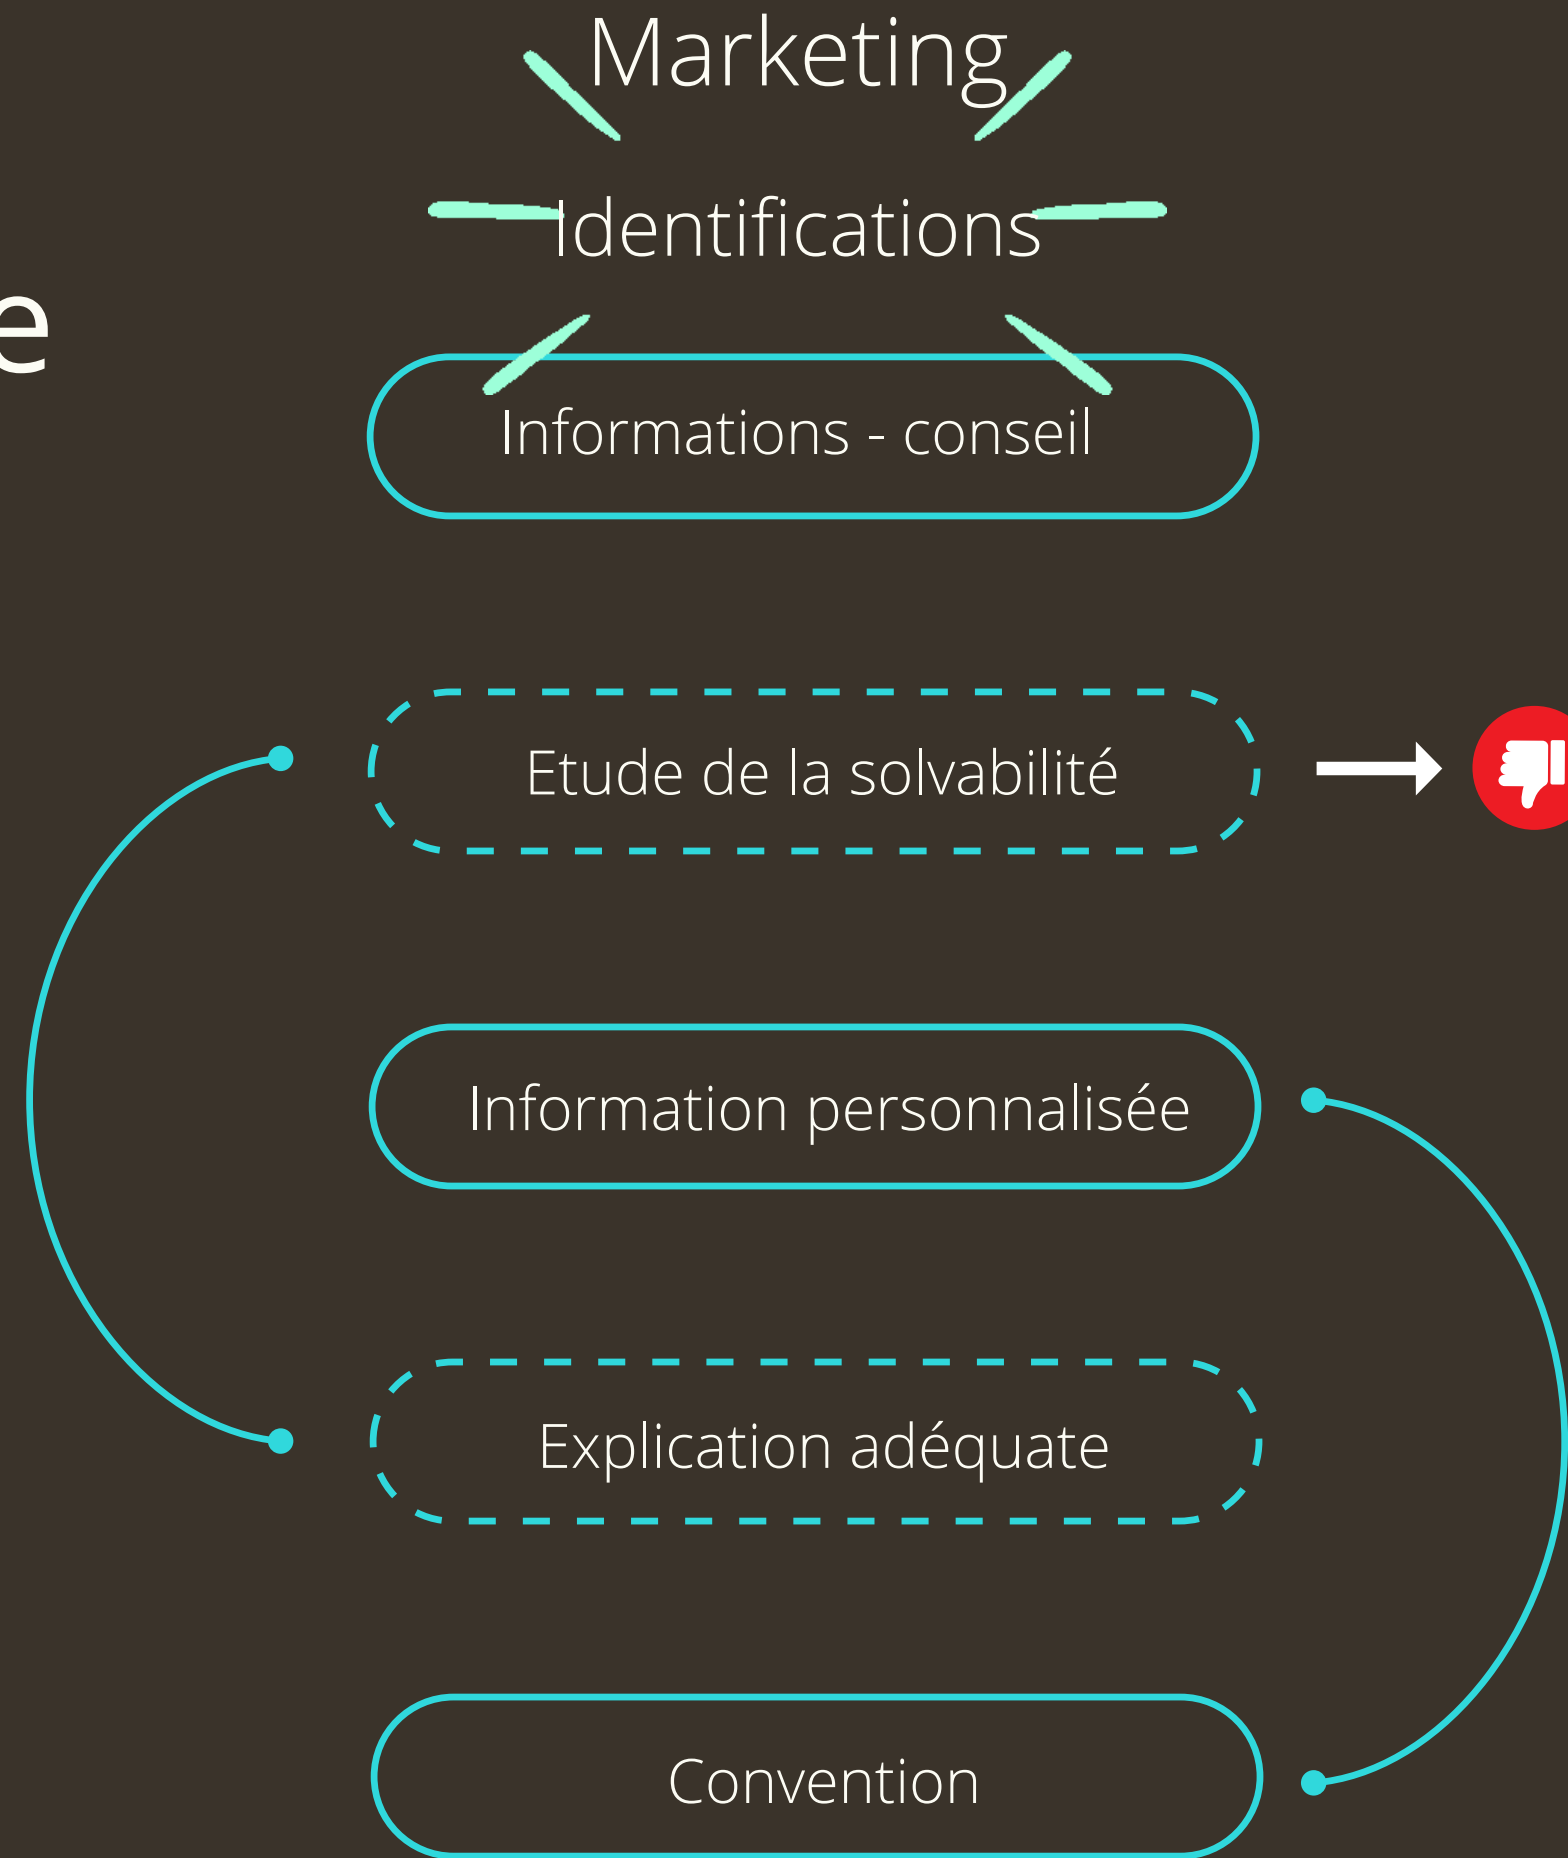 Marketing
Identifications
e
Informations - conseil
Etude de la solvabilité
Information personnalisée
Explication adéquate
Convention